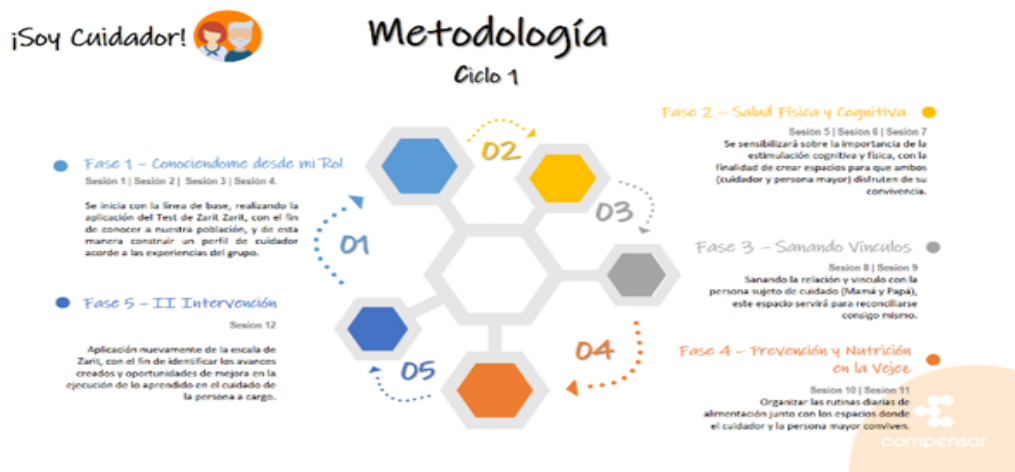 ¡Soy Cuidador!
Metodología
Ciclo 1
Fase 1 – Conociendome desde mi Rol
Sesión 1 | Sesión 2 | Sesión 3 | Sesión 4.
Se inicia con la línea de base, realizando la
aplicación del Test de Zarit Zarit, con el fin
de conocer a nuestra población, y de esta
manera construir un perfil de cuidador
acorde a las experiencias del grupo.
01
02
Fase 2 – Salud Física y Cognitiva
Sesión 5 | Sesión 6 | Sesión 7
Se sensibilizará sobre la importancia de la
estimulación cognitiva y física, con la
finalidad de crear espacios para que ambos
(cuidador y persona mayor) disfruten de su
convivencia.
03
Fase 3 – Sanando Vínculos
Sesión 8 | Sesión 9
Sanando la relación y vinculo con la
persona sujeto de cuidado (Mamá y Papá),
este espacio servirá para reconciliarse
consigo mismo.
04
Fase 4 – Prevención y Nutrición
en la Vejez
Sesión 10 | Sesión 11
Organizar las rutinas diarias de
alimentación junto con los espacios donde
el cuidador y la persona mayor conviven.
05
Fase 5 – II Intervención
Sesión 12
Aplicación nuevamente de la escala de
Zarit, con el fin de identificar los avances
creados y oportunidades de mejora en la
ejecución de lo aprendido en el cuidado de
la persona a cargo.
compensar